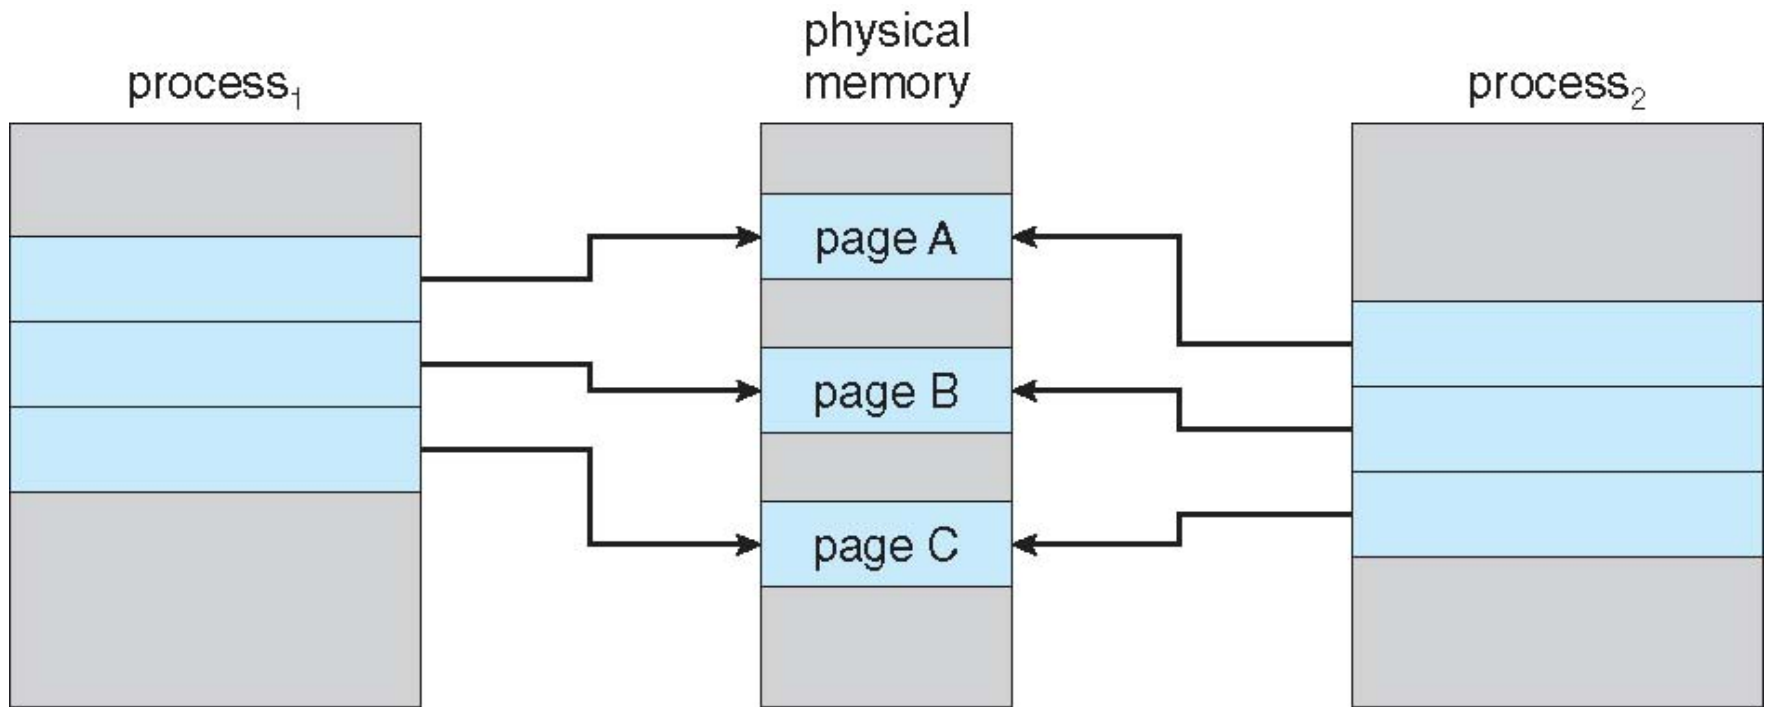 process₁
physical
memory
process₂
page A
page B
page C